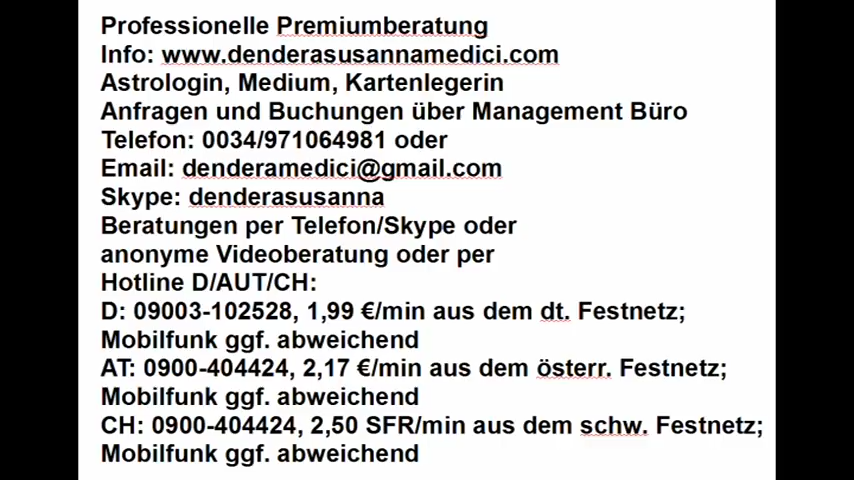 Professionelle Premiumberatung
Info: www.denderasusannamedici.com
Astrologin, Medium, Kartenlegerin
Anfragen und Buchungen über Management Büro
Telefon: 0034/971064981 oder
Email: denderamedici@gmail.com
Skype: denderasusanna
Beratungen per Telefon/Skype oder
anonyme Videoberatung oder per
Hotline D/AUT/CH:
D: 09003-102528, 1,99 €/min aus dem dt. Festnetz;
Mobilfunk ggf. abweichend
AT: 0900-404424, 2,17 €/min aus dem österr. Festnetz;
Mobilfunk ggf. abweichend
CH: 0900-404424, 2,50 SFR/min aus dem schw. Festnetz;
Mobilfunk ggf. abweichend